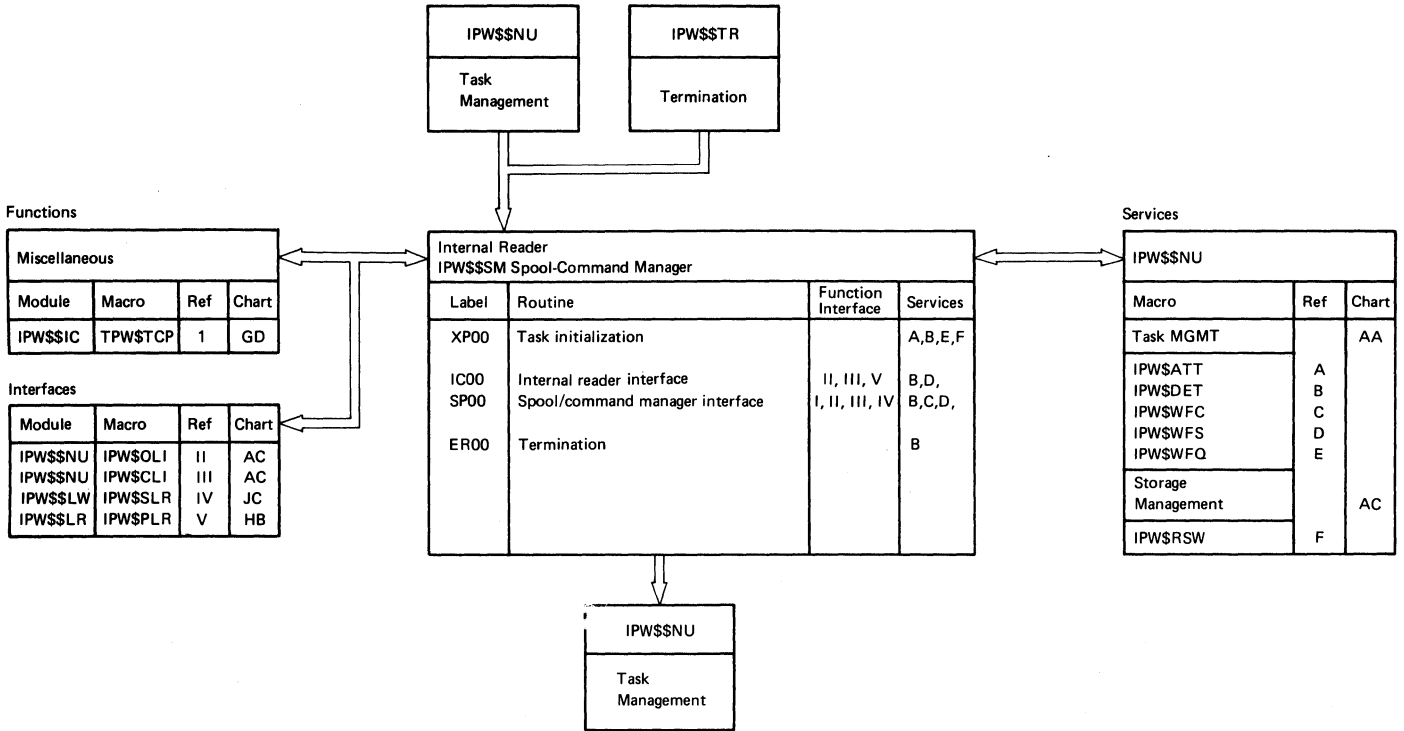 IPW$$NU
Task
Management
IPW$$TR
Termination
Functions
Miscellaneous
Module Macro Ref Chart
IPW$$IC TPW$TCP 1 GD
Interfaces
Module Macro Ref Chart
IPW$$NU IPW$OLI II AC
IPW$$NU IPW$CLI III AC
IPW$$LW IPW$SLR IV JC
IPW$$LR IPW$PLR V HB
Internal Reader
IPW$$SM Spool-Command Manager
Label Routine Function Interface Services
XP00 Task initialization A,B,E,F
IC00 Internal reader interface II, III, V B,D,
SP00 Spool/command manager interface I, II, III, IV B,C,D,
ER00 Termination B
Services
IPW$$NU
Macro Ref Chart
Task MGMT AA
IPW$ATT A
IPW$DET B
IPW$WFC C
IPW$WFS D
IPW$WFQ E
Storage
Management AC
IPW$RSW F
IPW$$NU
Task
Management